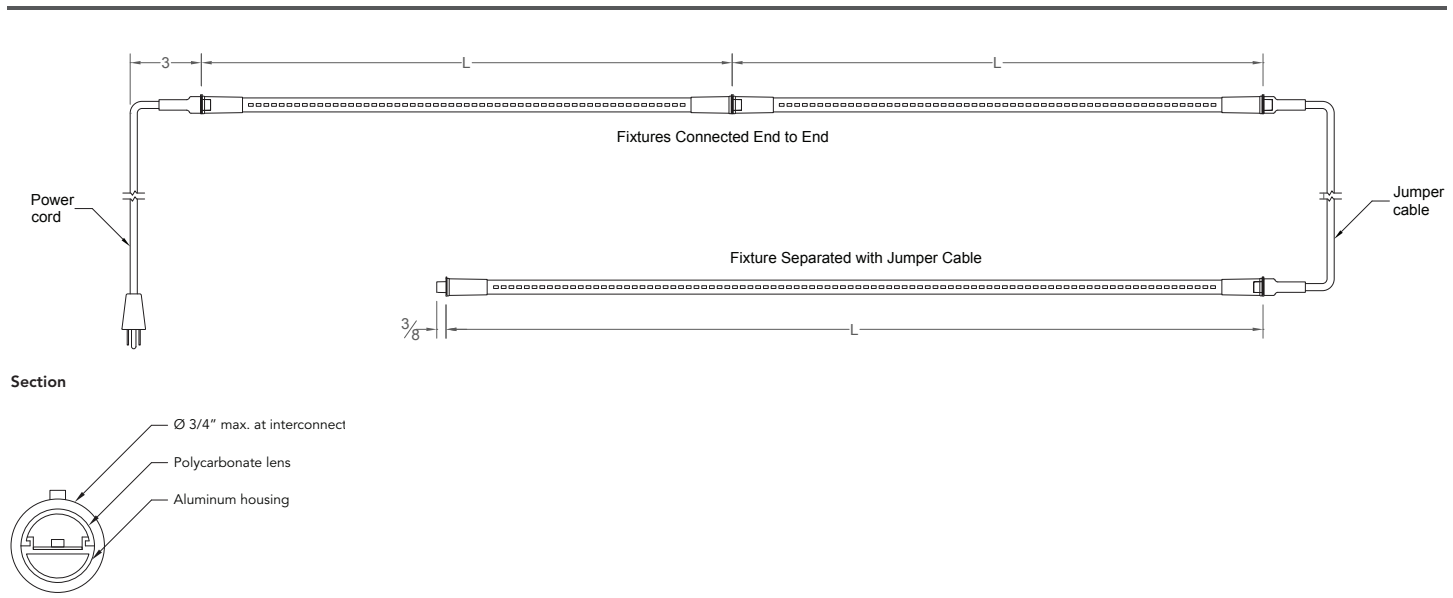 3
L
L
Fixtures Connected End to End
Power
cord
Jumper
cable
Fixture Separated with Jumper Cable
3/8
L
Section
Ø 3/4" max. at interconnect
Polycarbonate lens
Aluminum housing